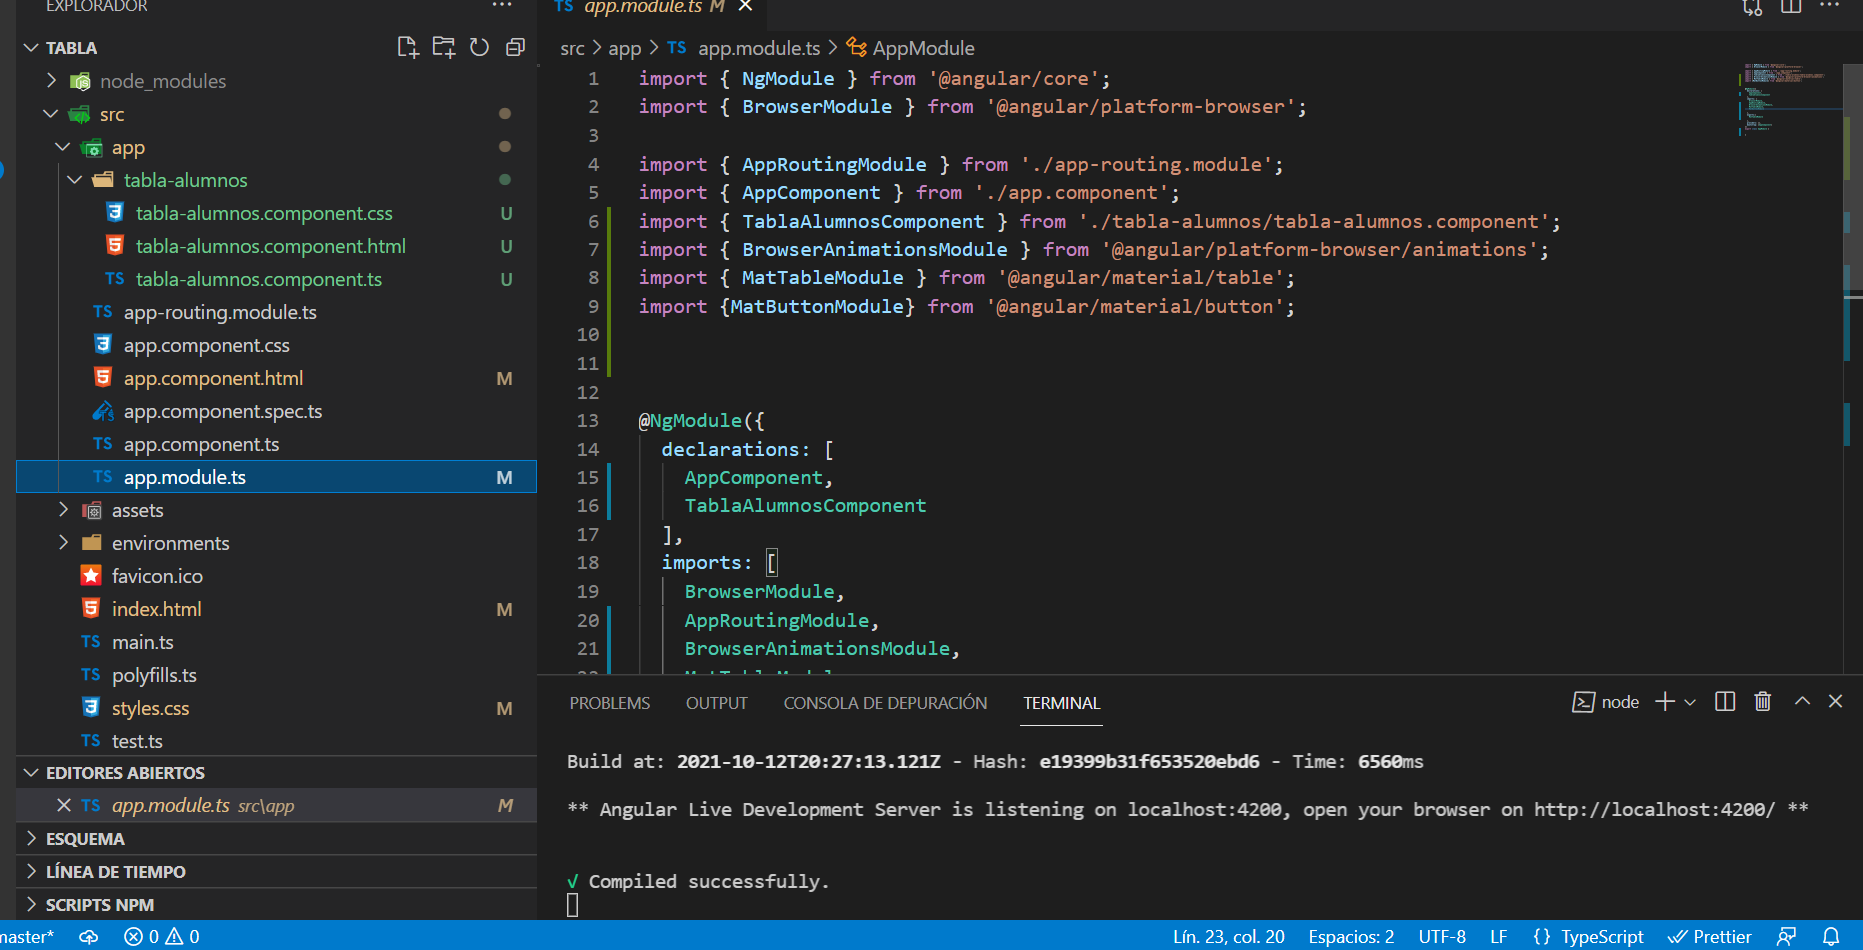 EXPLORADOR
TABLA
node_modules
src
app
tabla-alumnos
tabla-alumnos.component.css U
tabla-alumnos.component.html U
TS tabla-alumnos.component.ts U
TS app-routing.module.ts
app.component.css
app.component.html M
app.component.spec.ts
TS app.component.ts
TS app.module.ts M
assets
environments
favicon.ico
index.html M
TS main.ts
TS polyfills.ts
styles.css M
TS test.ts
EDITORES ABIERTOS
TS app.module.ts src\app M
ESQUEMA
LÍNEA DE TIEMPO
SCRIPTS NPM
TS app.module.ts M
src > app > TS app.module.ts > AppModule
1 import { NgModule } from '@angular/core';
2 import { BrowserModule } from '@angular/platform-browser';
3
4 import { AppRoutingModule } from './app-routing.module';
5 import { AppComponent } from './app.component';
6 import { TablaAlumnosComponent } from './tabla-alumnos/tabla-alumnos.component';
7 import { BrowserAnimationsModule } from '@angular/platform-browser/animations';
8 import { MatTableModule } from '@angular/material/table';
9 import {MatButtonModule} from '@angular/material/button';
10
11
12
13 @NgModule({
14 declarations: [
15 AppComponent,
16 TablaAlumnosComponent
17 ],
18 imports: [
19 BrowserModule,
20 AppRoutingModule,
21 BrowserAnimationsModule,
PROBLEMS OUTPUT CONSOLA DE DEPURACIÓN TERMINAL node
Build at: 2021-10-12T20:27:13.121Z - Hash: e19399b31f653520ebd6 - Time: 6560ms
** Angular Live Development Server is listening on localhost:4200, open your browser on http://localhost:4200/ **
√ Compiled successfully.
0 0 Lín. 23, col. 20 Espacios: 2 UTF-8 LF {} TypeScript Prettier